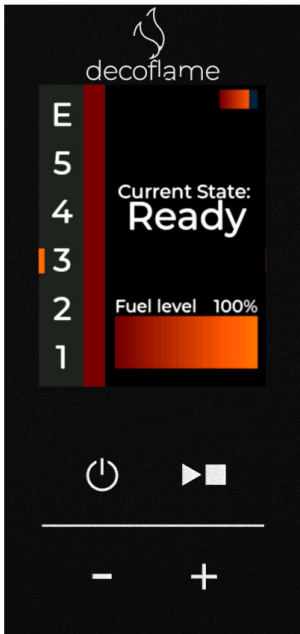 decoflame
E
5
4
3
2
1
Current State:
Ready
Fuel level 100%
- +